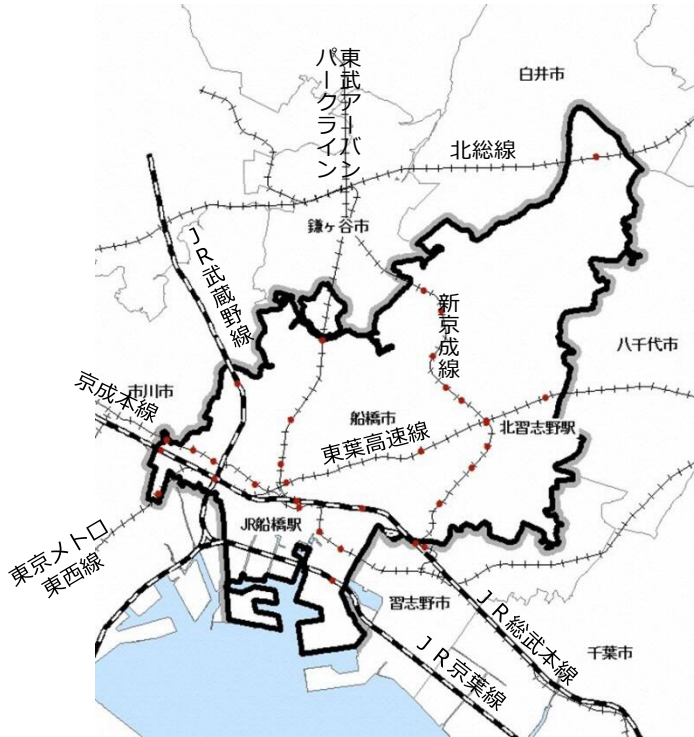 白井市
東武アーバン
パークライン
北総線
鎌ヶ谷市
JR武蔵野線
新京成線
八千代市
市川市
京成本線
船橋市
北習志野駅
東葉高速線
JR船橋駅
東京メトロ
東西線
習志野市
JR総武本線
千葉市
JR京葉線